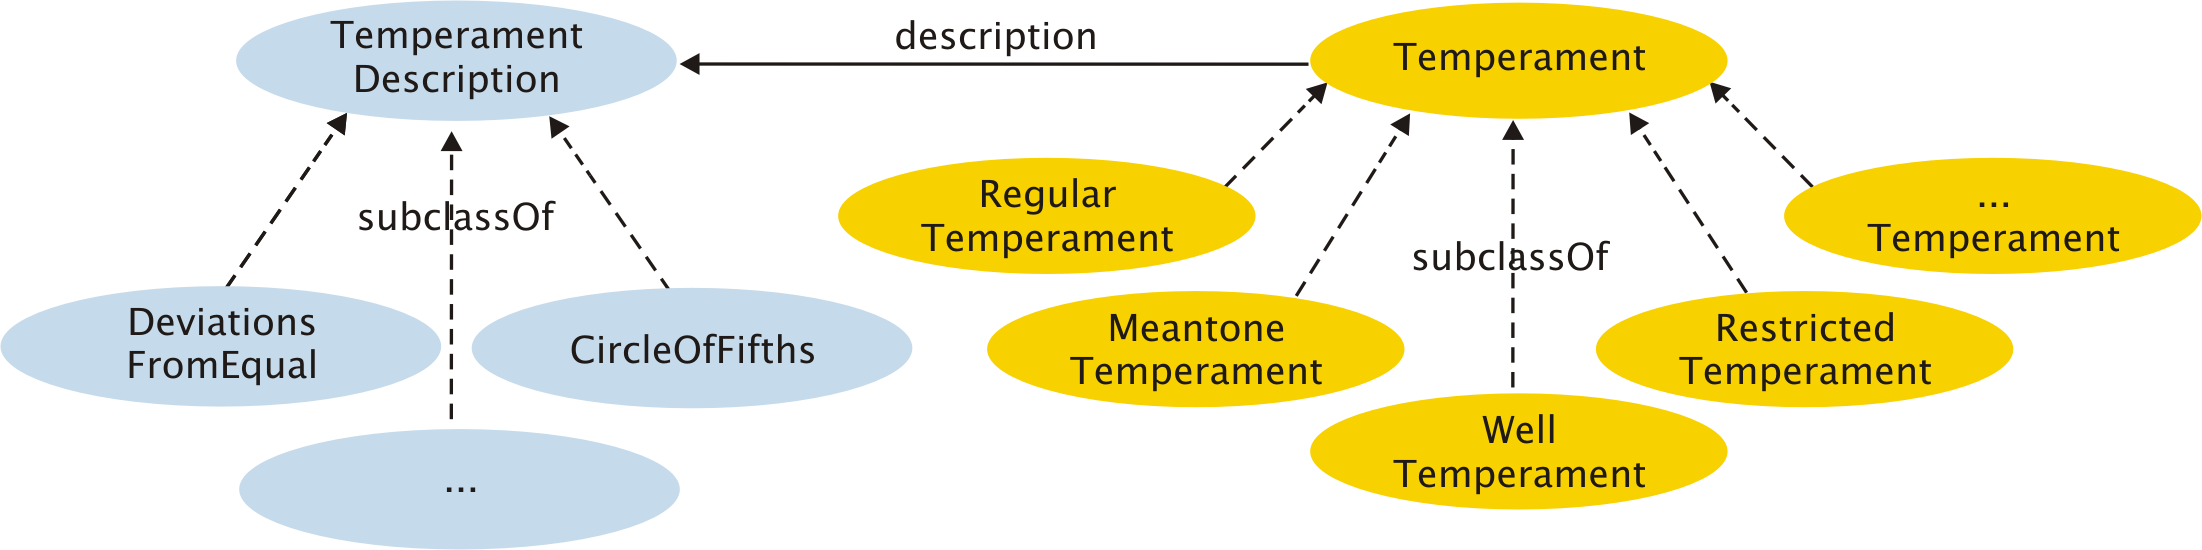 Temperament
Description
description
Temperament
Regular
Temperament
...
Temperament
subclassOf
subclassOf
Deviations
FromEqual
CircleOfFifths
Meantone
Temperament
Restricted
Temperament
Well
Temperament
...